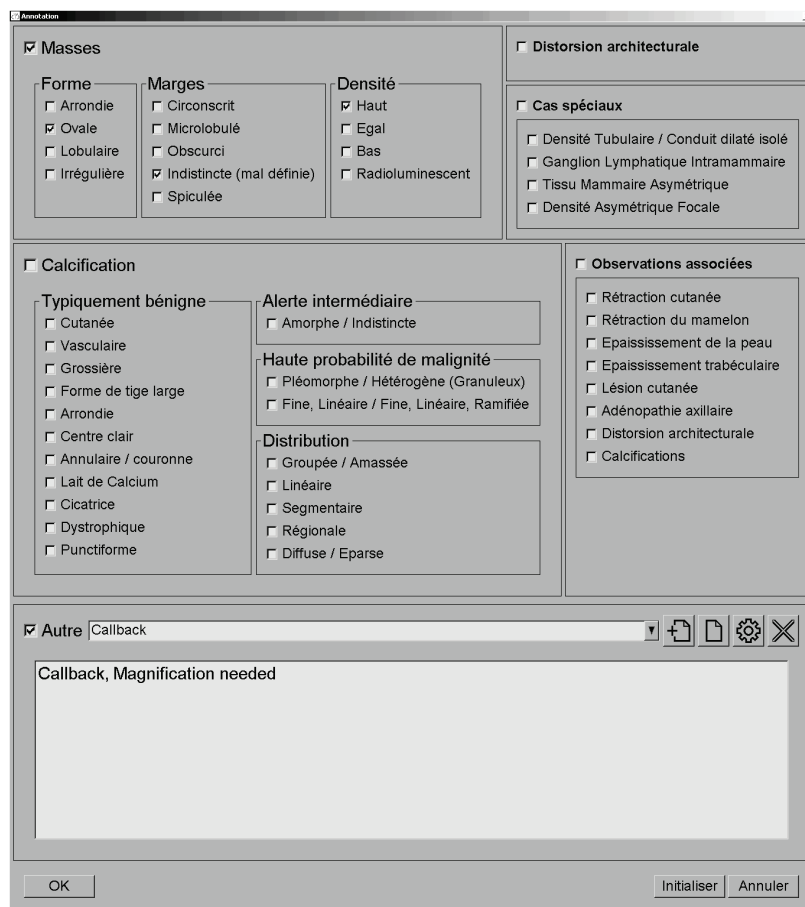 Annotation
Masses
Forme
Arrondie
Ovale
Lobulaire
Irrégulière
Marges
Circonscrit
Microlobulé
Obscurci
Indistincte (mal définie)
Spiculée
Densité
Haut
Egal
Bas
Radioluminescent
Distorsion architecturale
Cas spéciaux
Densité Tubulaire / Conduit dilaté isolé
Ganglion Lymphatique Intramammaire
Tissu Mammaire Asymétrique
Densité Asymétrique Focale
Calcification
Typiquement bénigne
Cutanée
Vasculaire
Grossière
Forme de tige large
Arrondie
Centre clair
Annulaire / couronne
Lait de Calcium
Cicatrice
Dystrophique
Punctiforme
Alerte intermédiaire
Amorphe / Indistincte
Haute probabilité de malignité
Pléomorphe / Hétérogène (Granuleux)
Fine, Linéaire / Fine, Linéaire, Ramifiée
Distribution
Groupée / Amassée
Linéaire
Segmentaire
Régionale
Diffuse / Eparse
Observations associées
Rétraction cutanée
Rétraction du mamelon
Epaississement de la peau
Epaississement trabéculaire
Lésion cutanée
Adénopathie axillaire
Distorsion architecturale
Calcifications
Autre Callback
Callback, Magnification needed
OK Initialiser Annuler